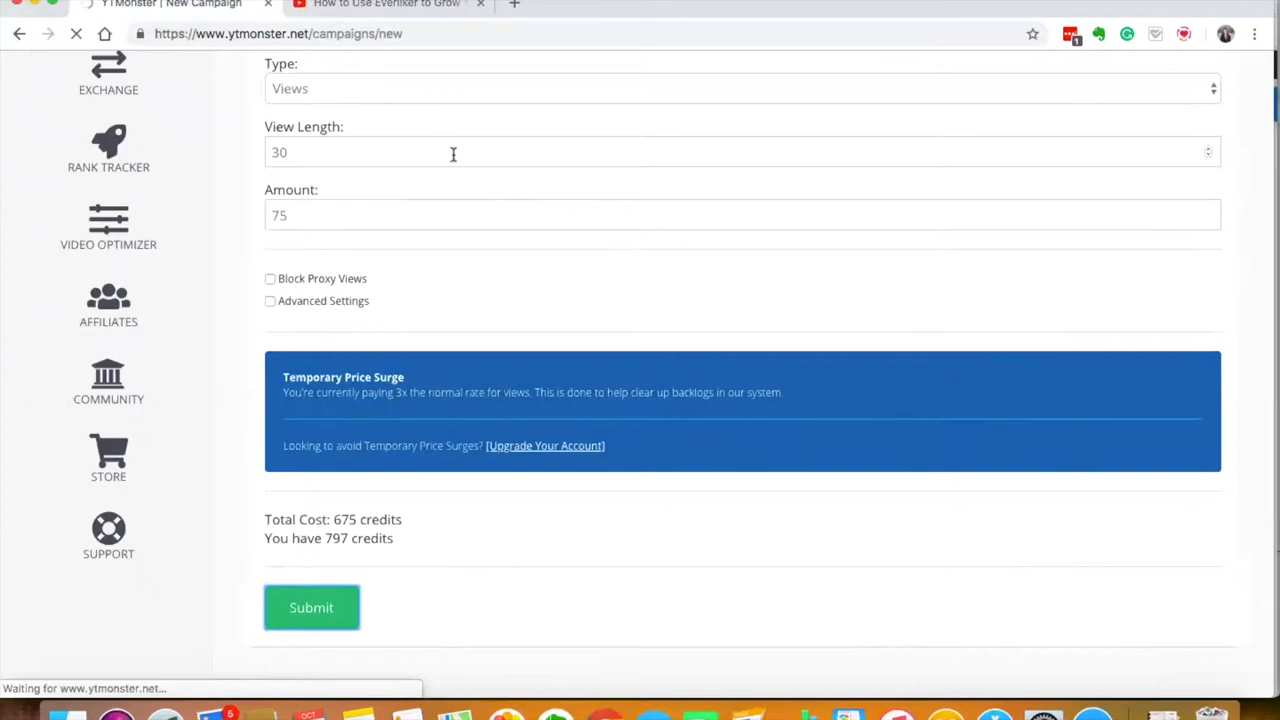 YTMonster | New Campaign
How to Use Everliker to Grow
https://www.ytmonster.net/campaigns/new
1
EXCHANGE
RANK TRACKER
VIDEO OPTIMIZER
AFFILIATES
COMMUNITY
STORE
SUPPORT
Type:
Views
View Length:
30
Amount:
75
Block Proxy Views
Advanced Settings
Temporary Price Surge
You're currently paying 3x the normal rate for views. This is done to help clear up backlogs in our system.
Looking to avoid Temporary Price Surges? [Upgrade Your Account]
Total Cost: 675 credits
You have 797 credits
Submit
Waiting for www.ytmonster.net...
6
OCT